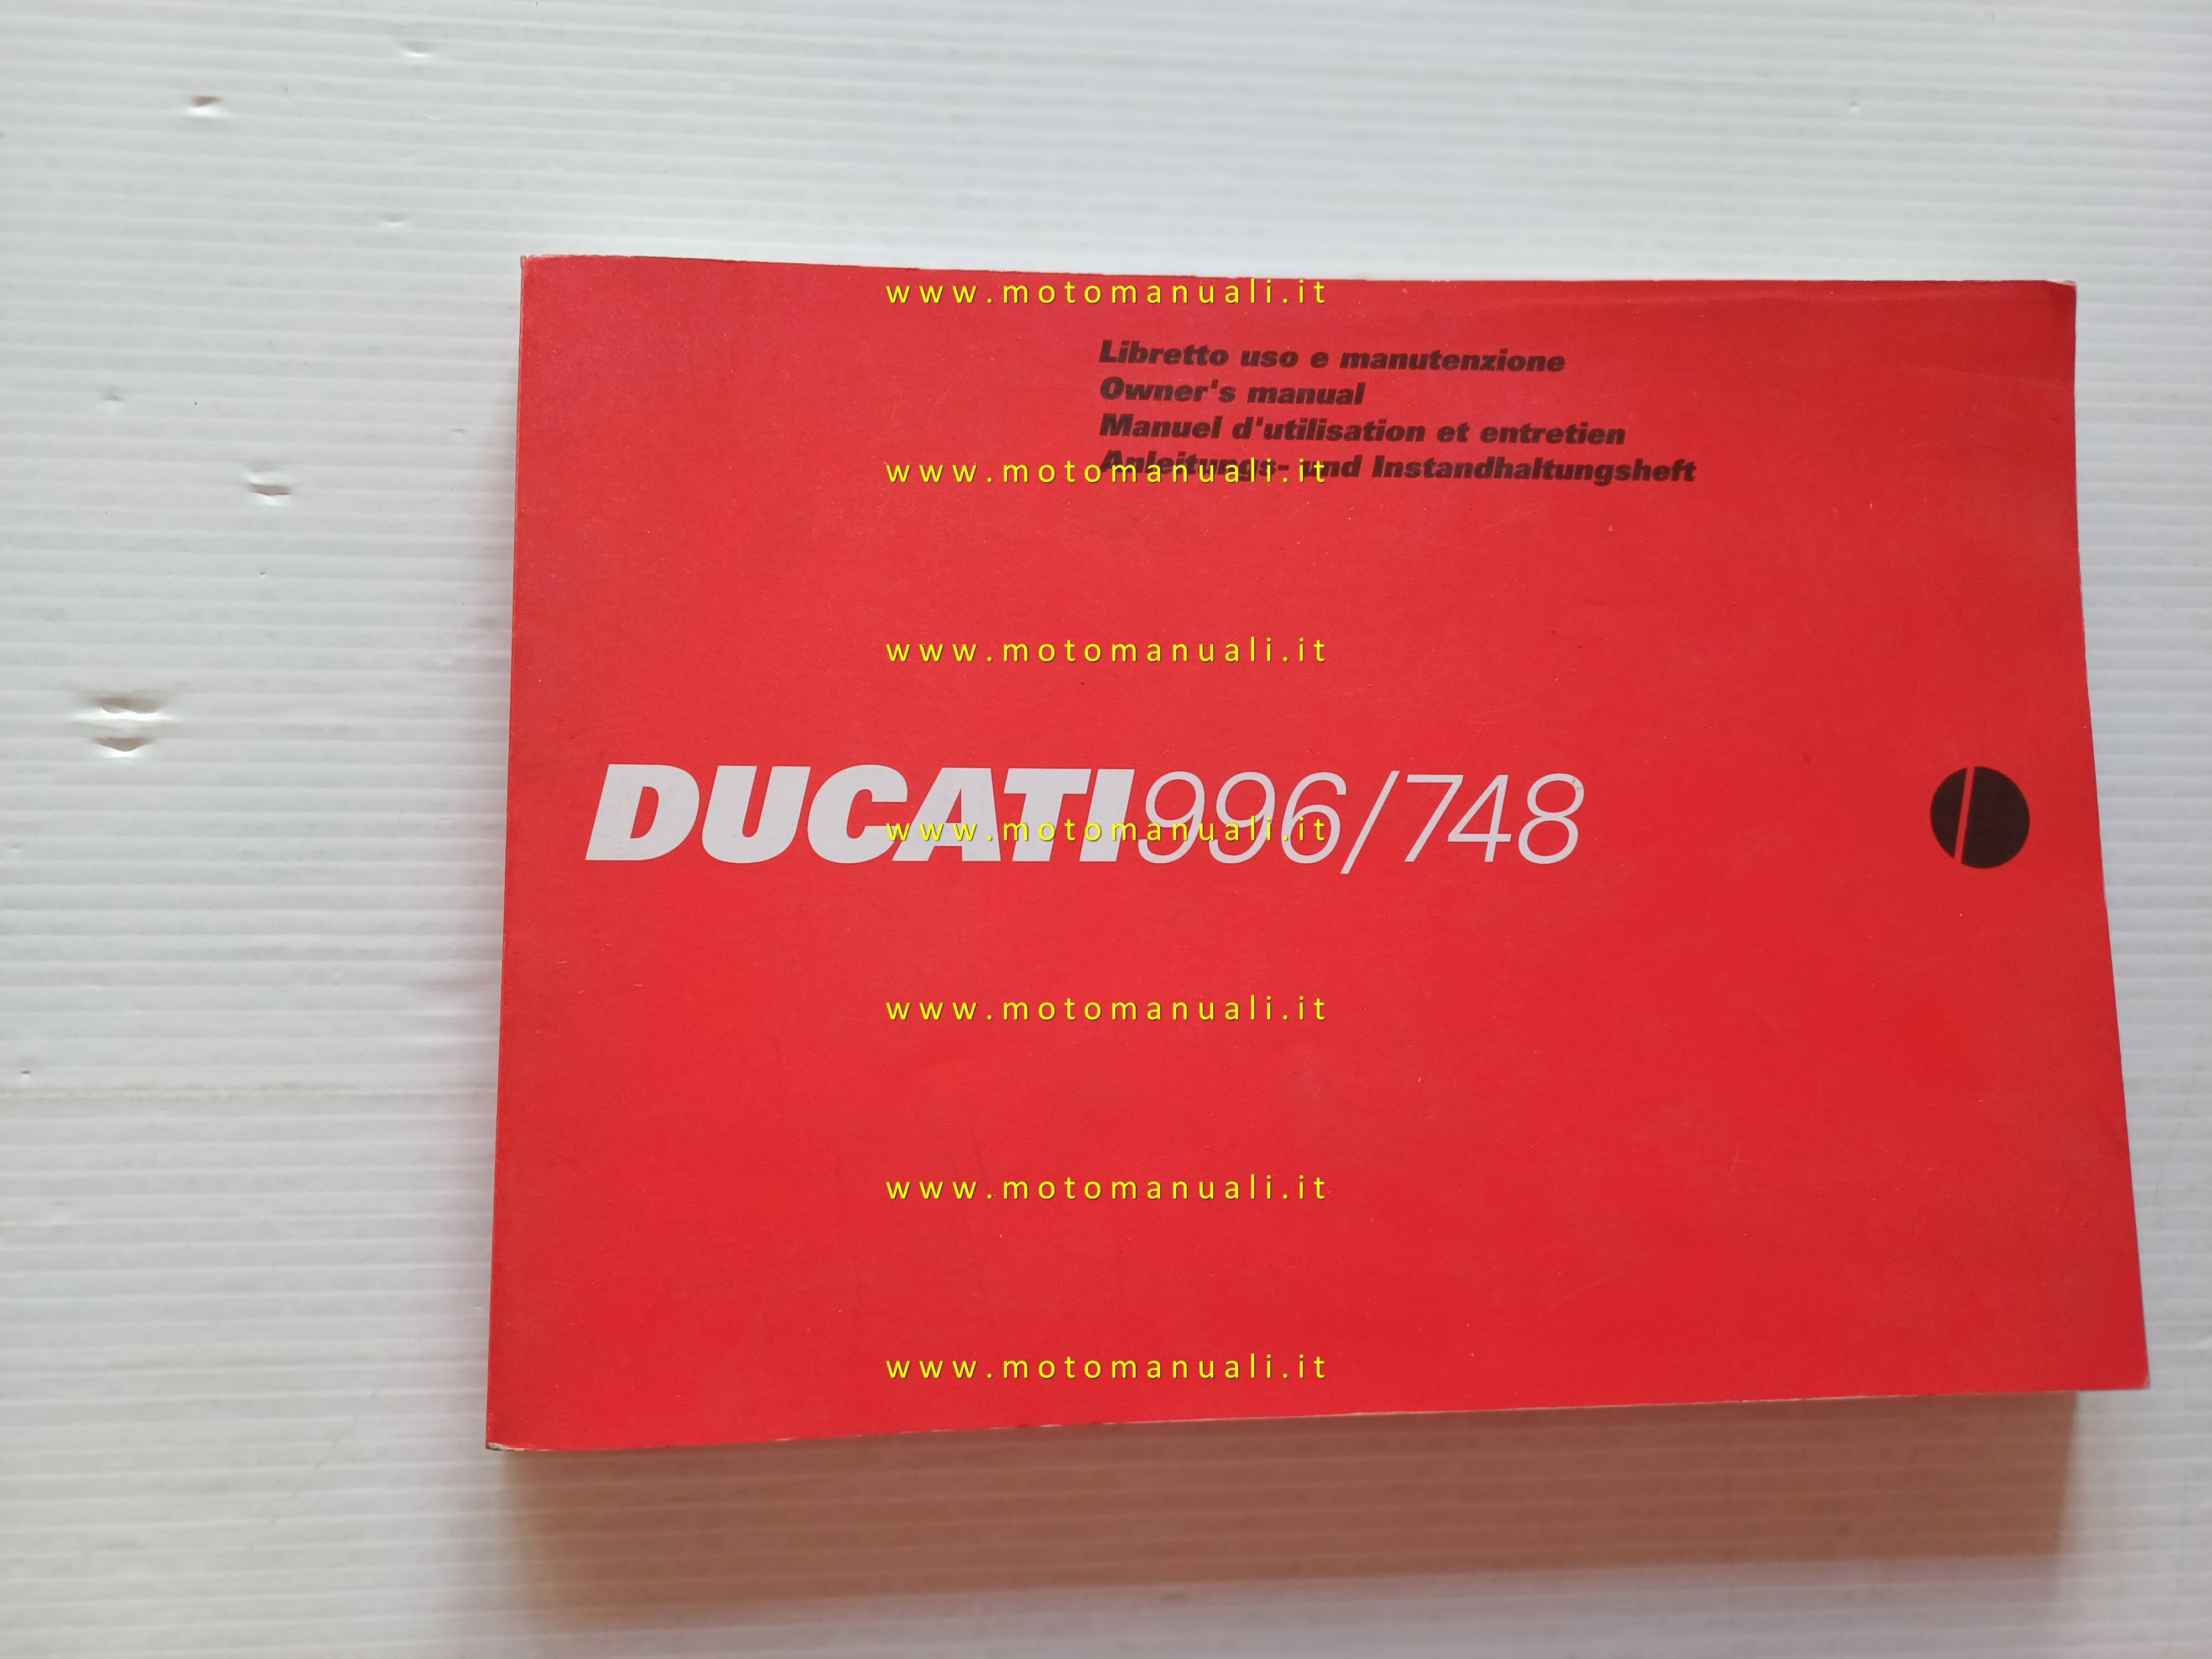 www.motomanuali.it
Libretto uso e manutenzione
Owner's manual
Manuel d'utilisation et entretien
Anleitungs- und Instandhaltungsheft
www.motomanuali.it
www.motomanuali.it
DUCATI996/748
www.motomanuali.it
www.motomanuali.it
www.motomanuali.it
www.motomanuali.it